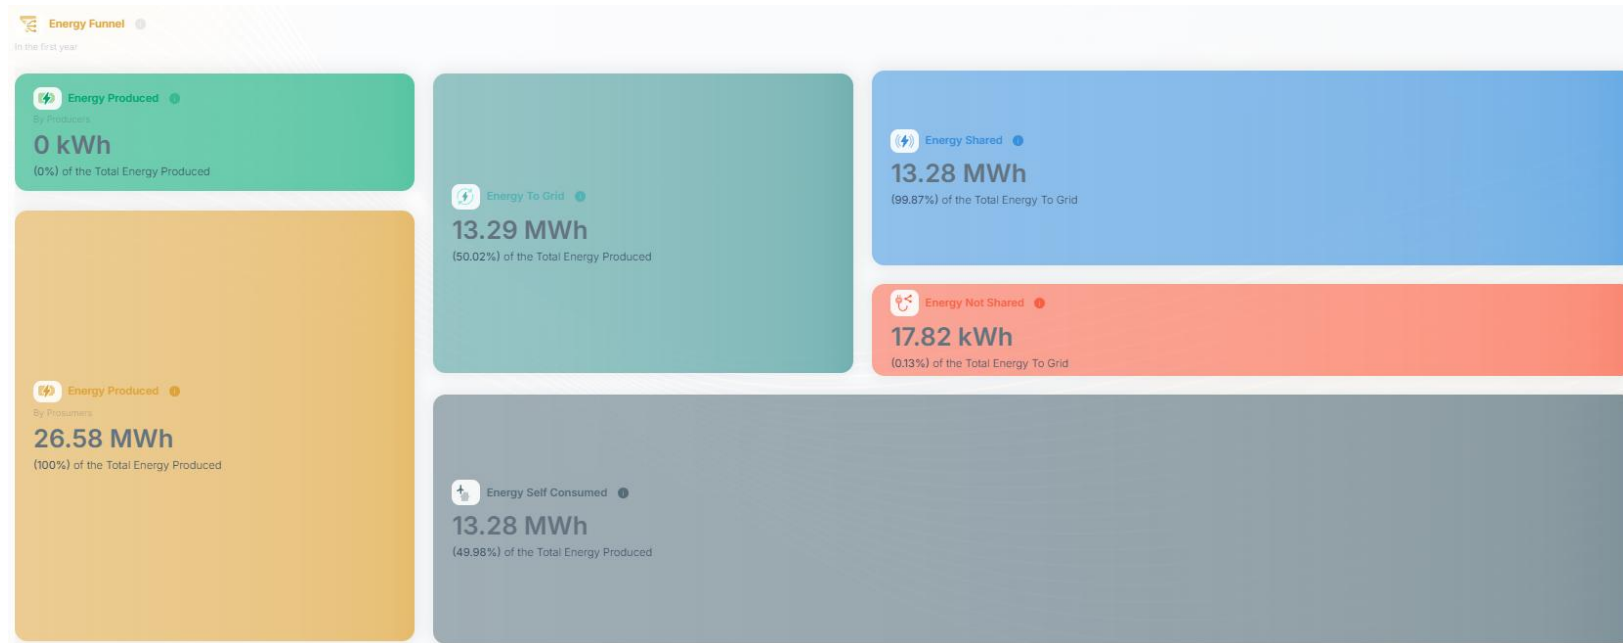 Energy Funnel
In the first year
Energy Produced
By Producers
0 kWh
(0%) of the Total Energy Produced
Energy Produced
By Prosumers
26.58 MWh
(100%) of the Total Energy Produced
Energy To Grid
13.29 MWh
(50.02%) of the Total Energy Produced
Energy Shared
13.28 MWh
(99.87%) of the Total Energy To Grid
Energy Not Shared
17.82 kWh
(0.13%) of the Total Energy To Grid
Energy Self Consumed
13.28 MWh
(49.98%) of the Total Energy Produced